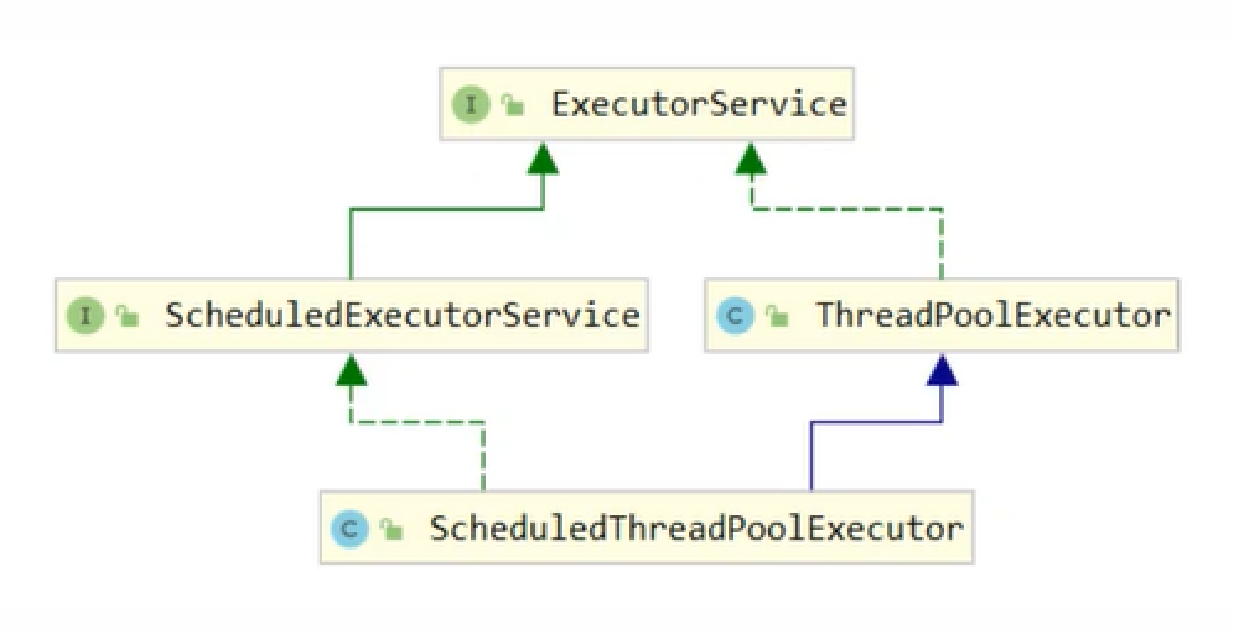 I ExecutorService
I ScheduledExecutorService
C ThreadPoolExecutor
C ScheduledThreadPoolExecutor